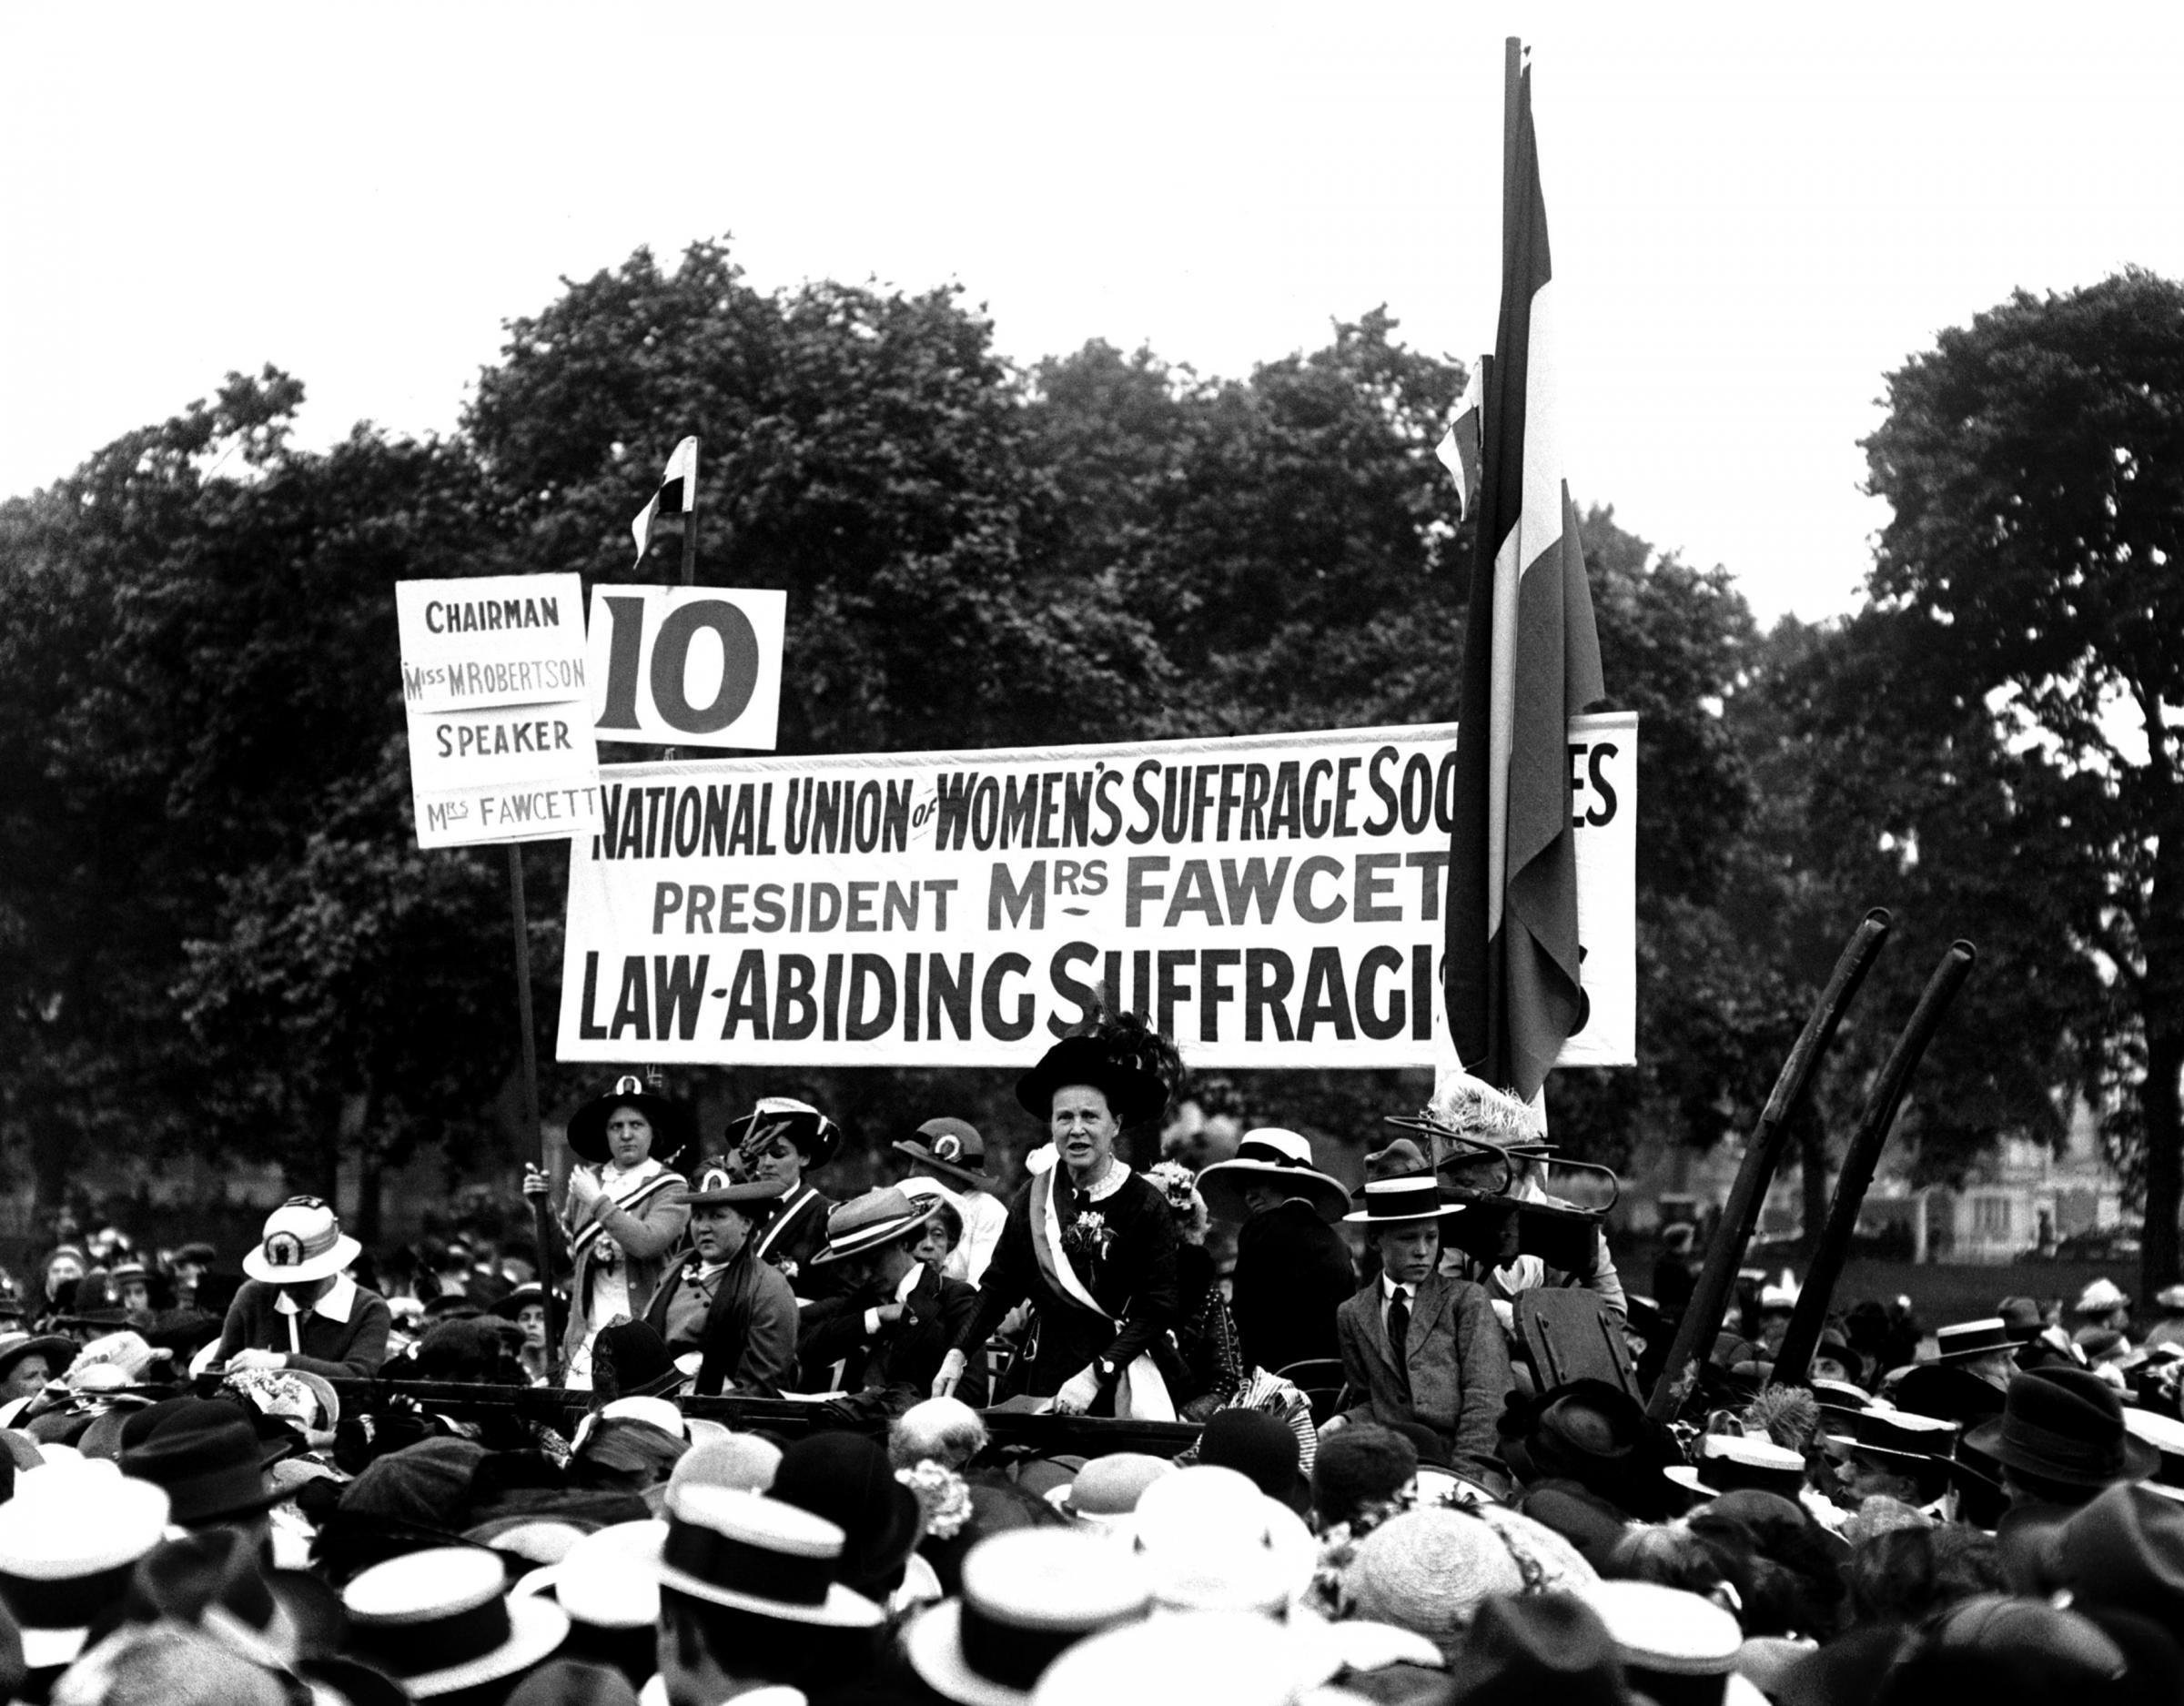 CHAIRMAN
MISS M ROBERTSON
SPEAKER
MRS FAWCETT
10
NATIONAL UNION OF WOMEN'S SUFFRAGE SOC ES
PRESIDENT MRS FAWCET
LAW-ABIDING SUFFRAGI S